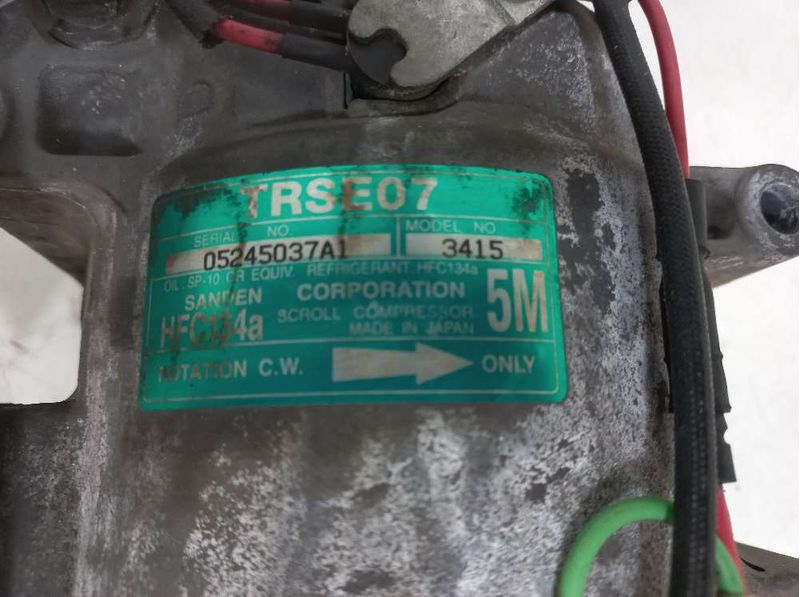 TRSE07
SERIAL NO. MODEL NO
05245037A1 3415
OIL. SP-10 OR EQUIV. REFRIGERANT. HFC134a
SANDEN CORPORATION 5M
HFC134a SCROLL COMPRESSOR
MADE IN JAPAN
ROTATION C.W. ONLY